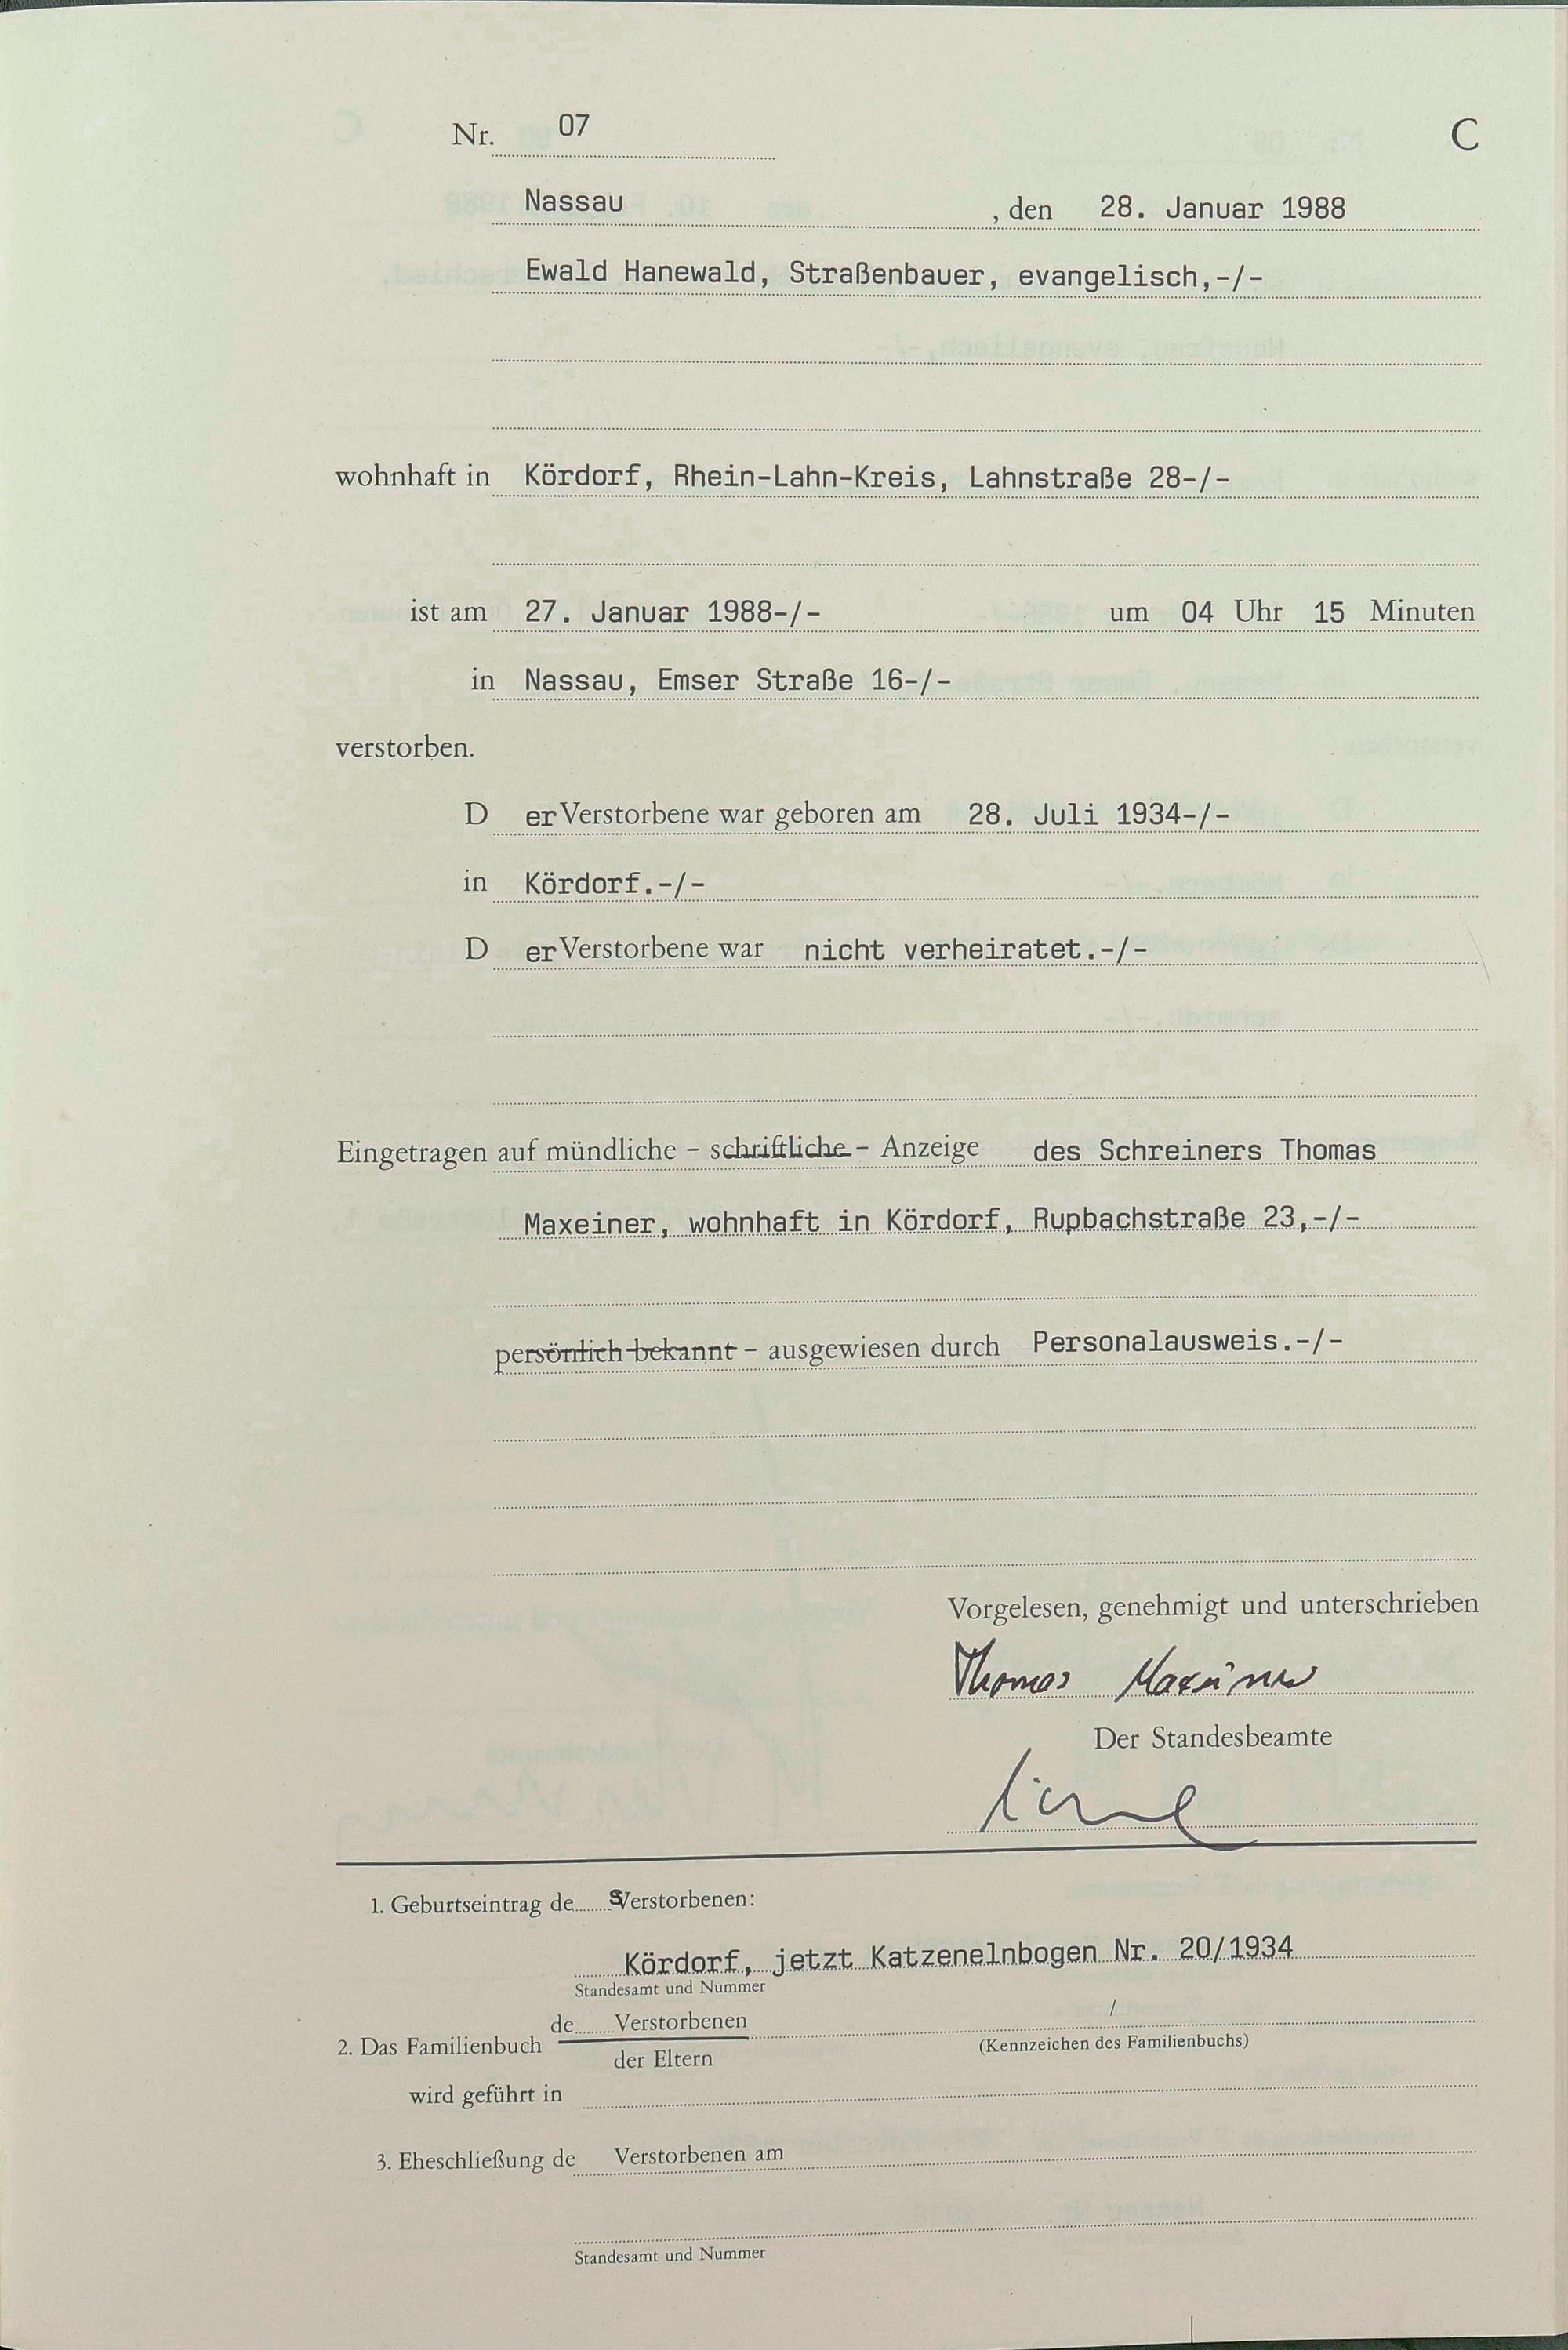 Nr. 07 C
Nassau , den 28. Januar 1988
Ewald Hanewald, Straßenbauer, evangelisch,-/-
wohnhaft in Kördorf, Rhein-Lahn-Kreis, Lahnstraße 28-/-
ist am 27. Januar 1988-/- um 04 Uhr 15 Minuten
in Nassau, Emser Straße 16-/-
verstorben.
D er Verstorbene war geboren am 28. Juli 1934-/-
in Kördorf.-/-
D er Verstorbene war nicht verheiratet.-/-
Eingetragen auf mündliche - schriftliche - Anzeige des Schreiners Thomas
Maxeiner, wohnhaft in Kördorf, Rupbachstraße 23,-/-
persönlich bekannt - ausgewiesen durch Personalausweis.-/-
Vorgelesen, genehmigt und unterschrieben
Thomas Maxeiner
Der Standesbeamte
1. Geburtseintrag de s Verstorbenen:
Kördorf, jetzt Katzenelnbogen Nr. 20/1934
Standesamt und Nummer
de Verstorbenen /
2. Das Familienbuch (Kennzeichen des Familienbuchs)
der Eltern
wird geführt in
3. Eheschließung de Verstorbenen am
Standesamt und Nummer